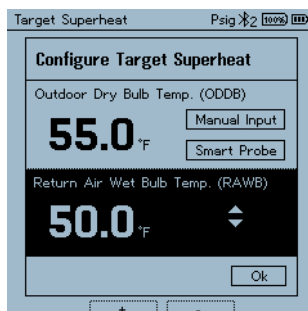 Target Superheat Psig 2 100%
Configure Target Superheat
Outdoor Dry Bulb Temp. (ODDB)
55.0 °F
Manual Input
Smart Probe
Return Air Wet Bulb Temp. (RAWB)
50.0 °F
Ok